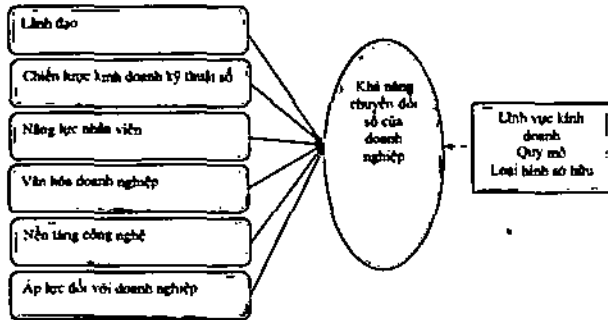 Lãnh đạo
Chiến lược kinh doanh kỹ thuật số
Năng lực nhân viên
Văn hóa doanh nghiệp
Nền tảng công nghệ
Áp lực đối với doanh nghiệp
Khả năng
chuyển đổi
số của
doanh
nghiệp
Lĩnh vực kinh
doanh
Quy mô
Loại hình sở hữu